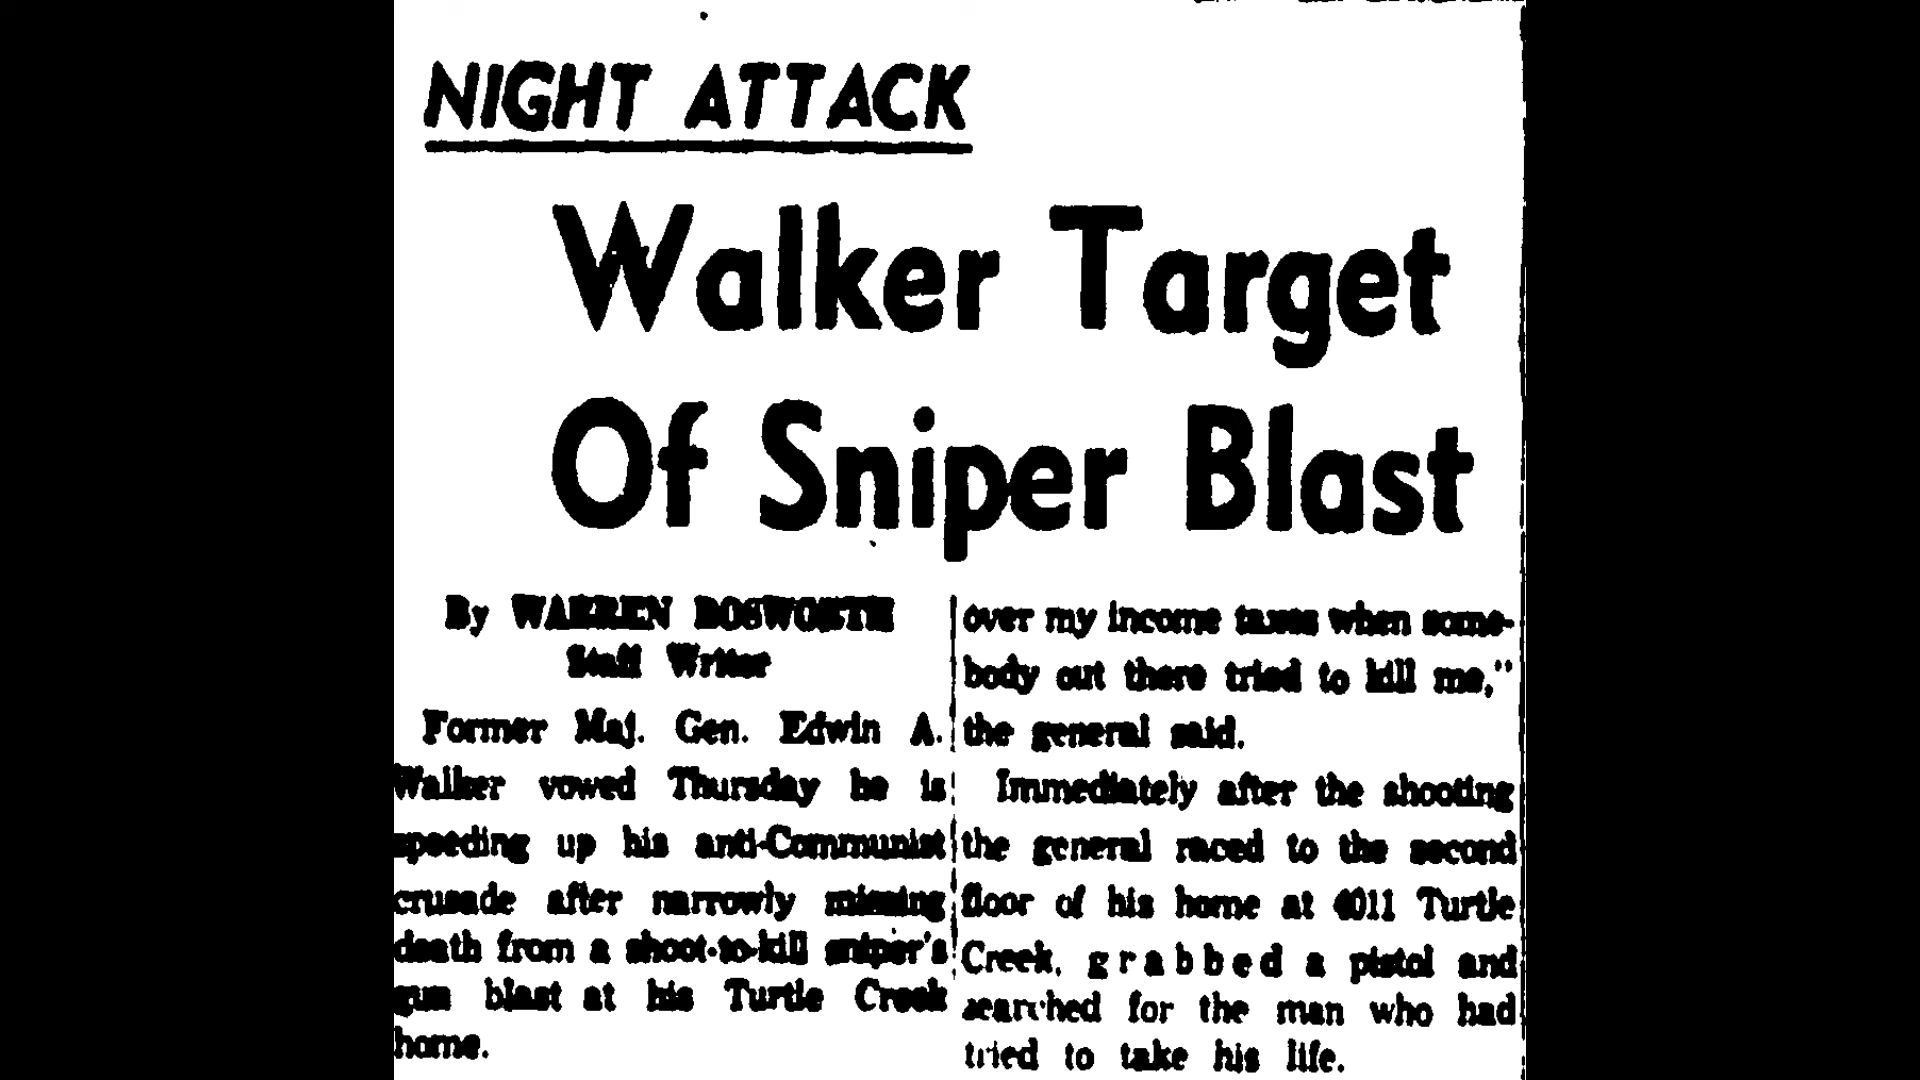 NIGHT ATTACK
Walker Target
Of Sniper Blast
By WARREN BOSWORTH
Staff Writer
Former Maj. Gen. Edwin A.
Walker vowed Thursday he is
speeding up his anti-Communist
crusade after narrowly missing
death from a shoot-to-kill sniper's
gun blast at his Turtle Creek
home.
over my income taxes when some-
body out there tried to kill me,"
the general said.
Immediately after the shooting
the general raced to the second
floor of his home at 4011 Turtle
Creek, grabbed a pistol and
searched for the man who had
tried to take his life.